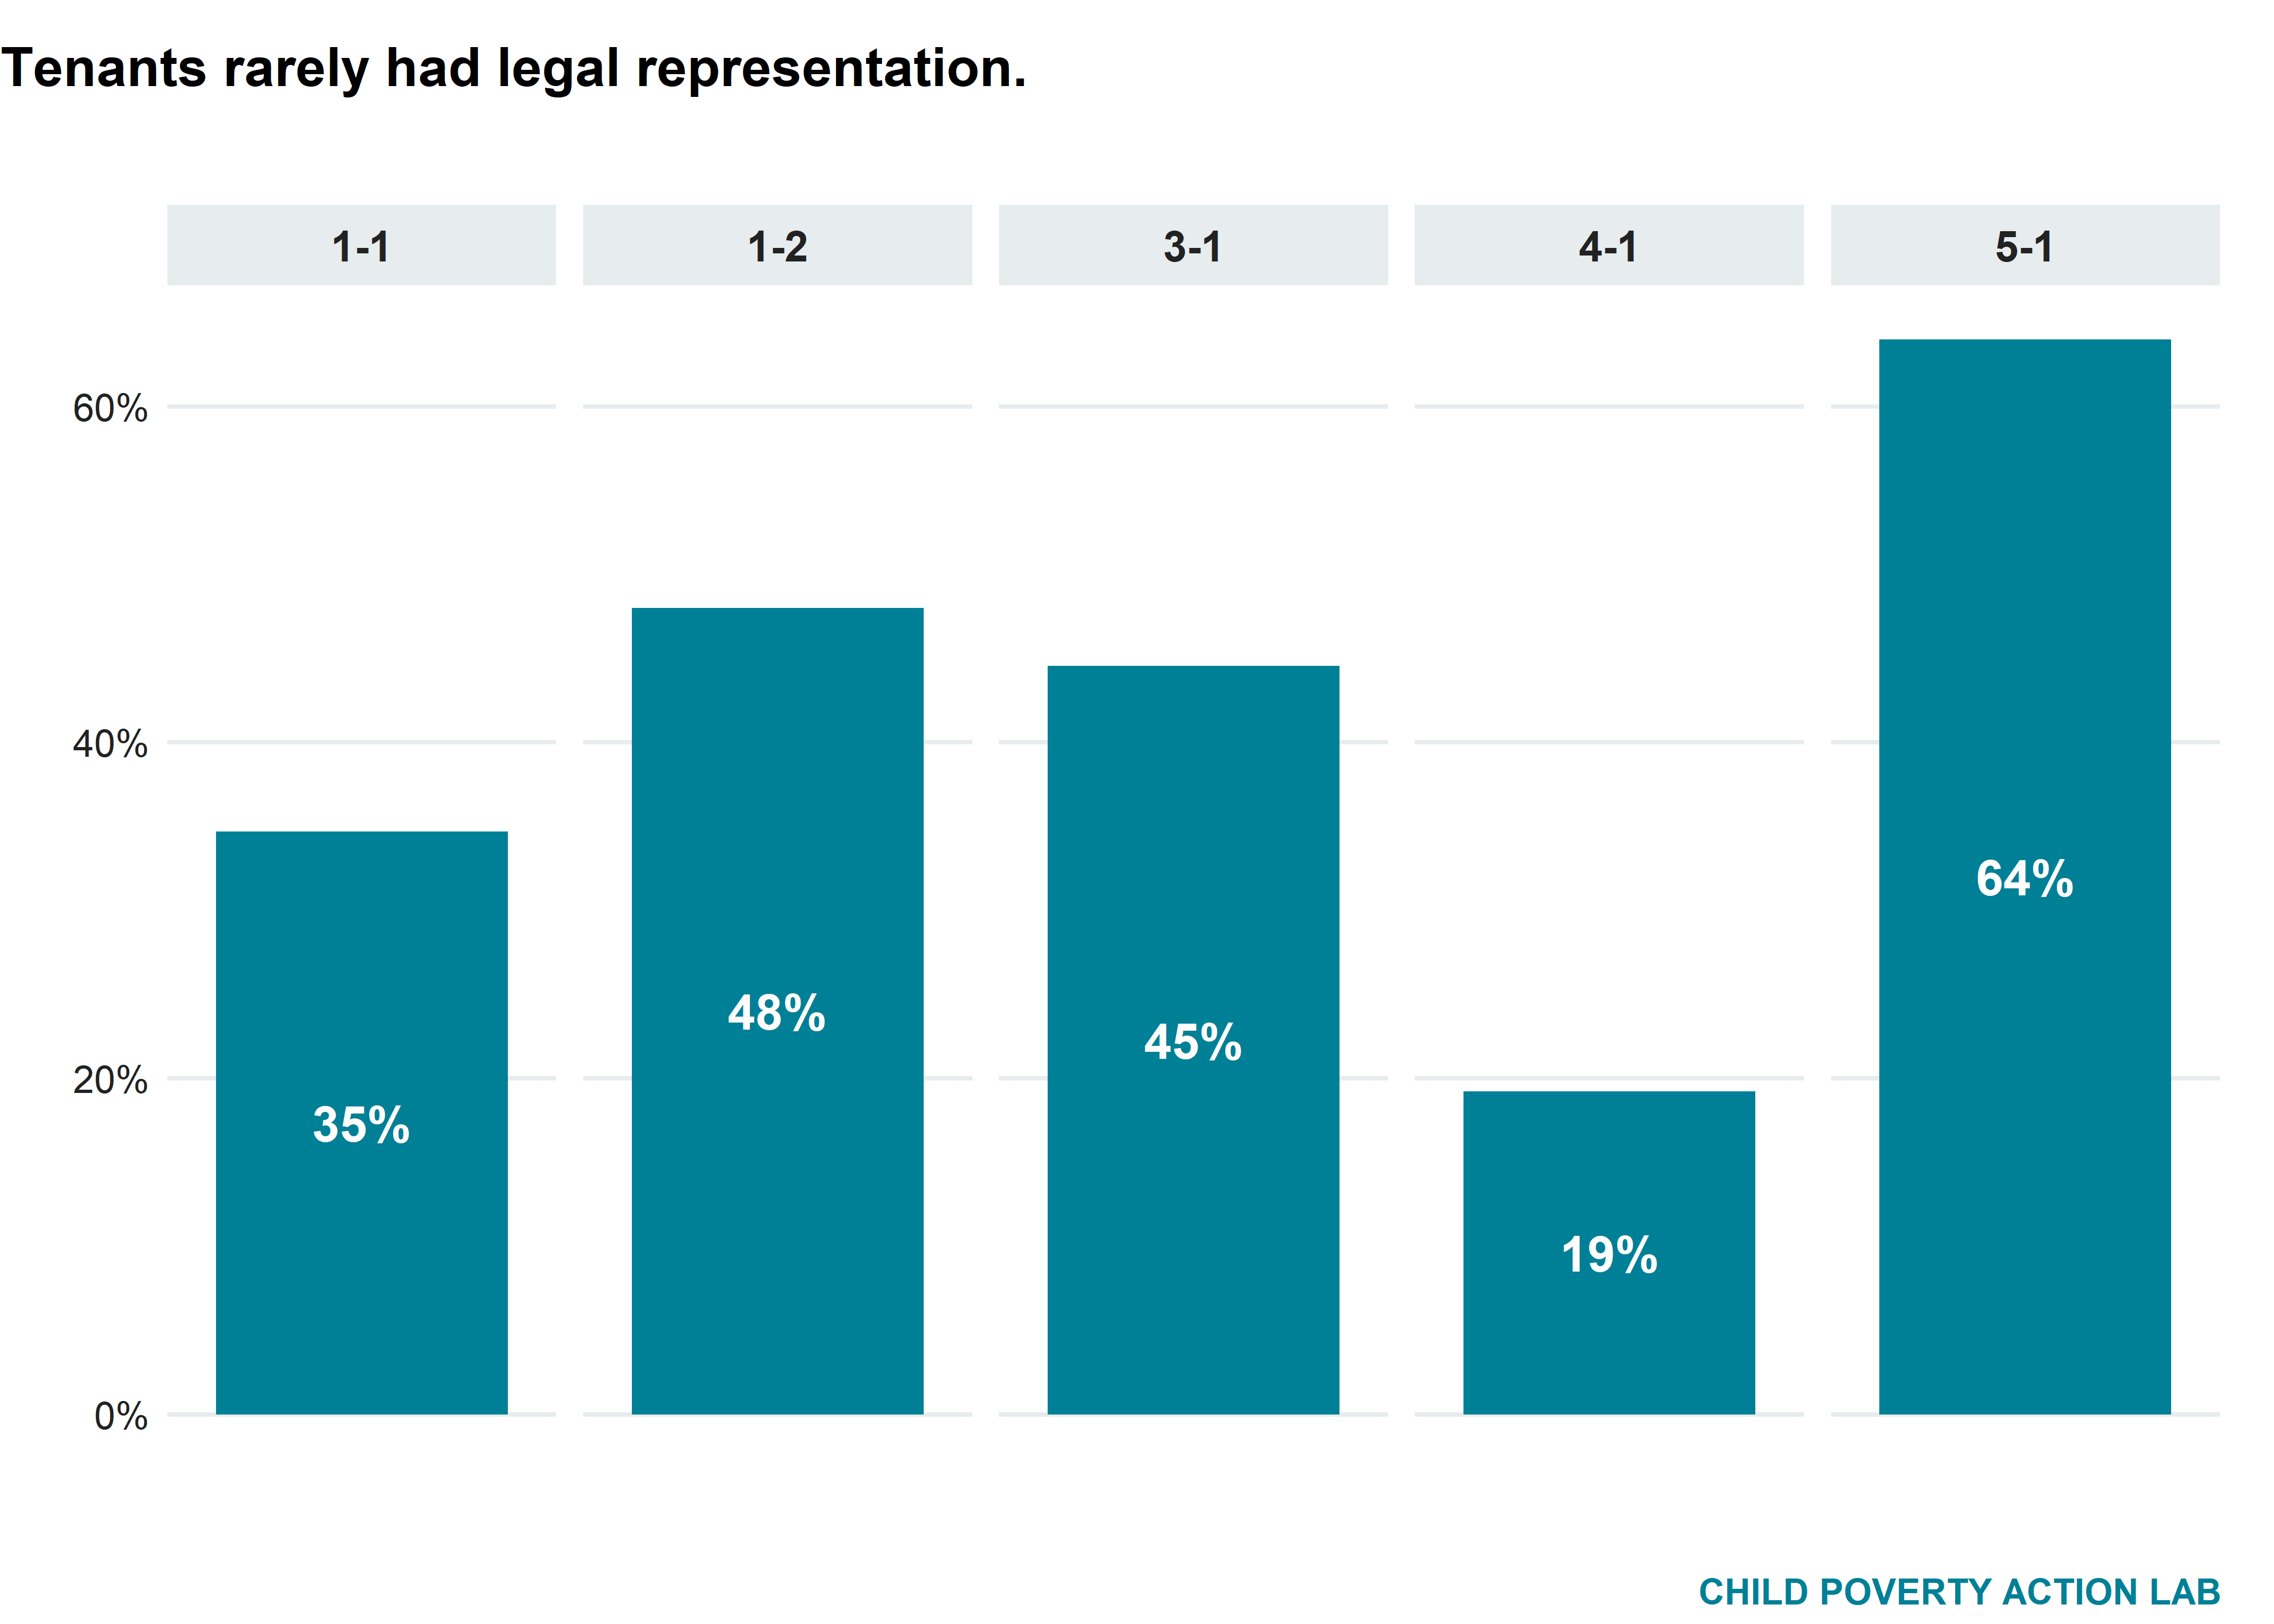 Tenants rarely had legal representation.
1-1 1-2 3-1 4-1 5-1
60%
40%
20%
0%
35% 48% 45% 19% 64%
CHILD POVERTY ACTION LAB